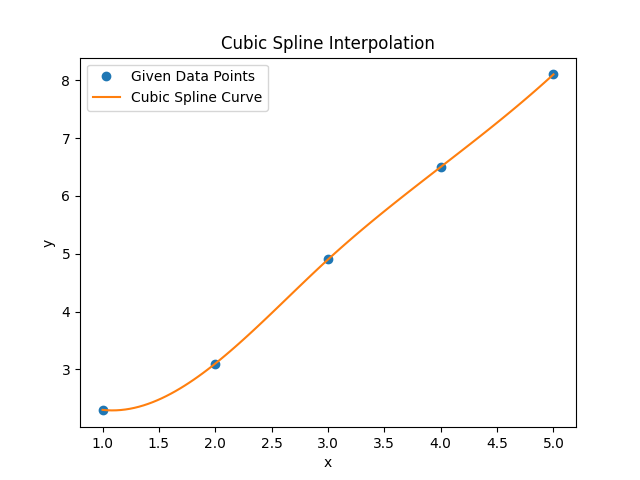 Cubic Spline Interpolation
Given Data Points
Cubic Spline Curve
y
8
7
6
5
4
3
1.0 1.5 2.0 2.5 3.0 3.5 4.0 4.5 5.0
x